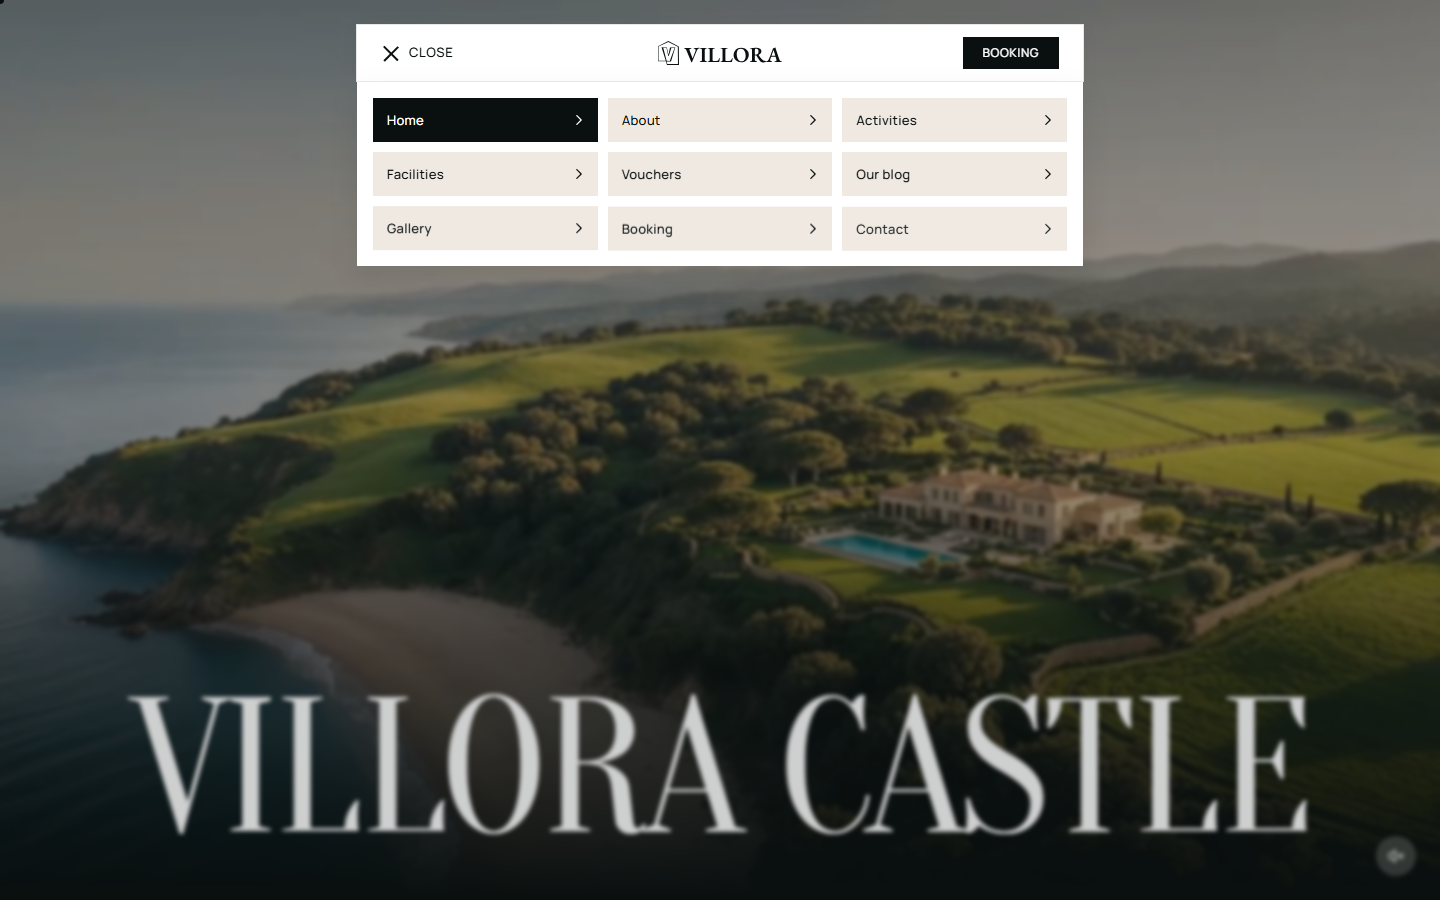 CLOSE
VILLORA
BOOKING
Home
About
Activities
Facilities
Vouchers
Our blog
Gallery
Booking
Contact
VILLORA CASTLE